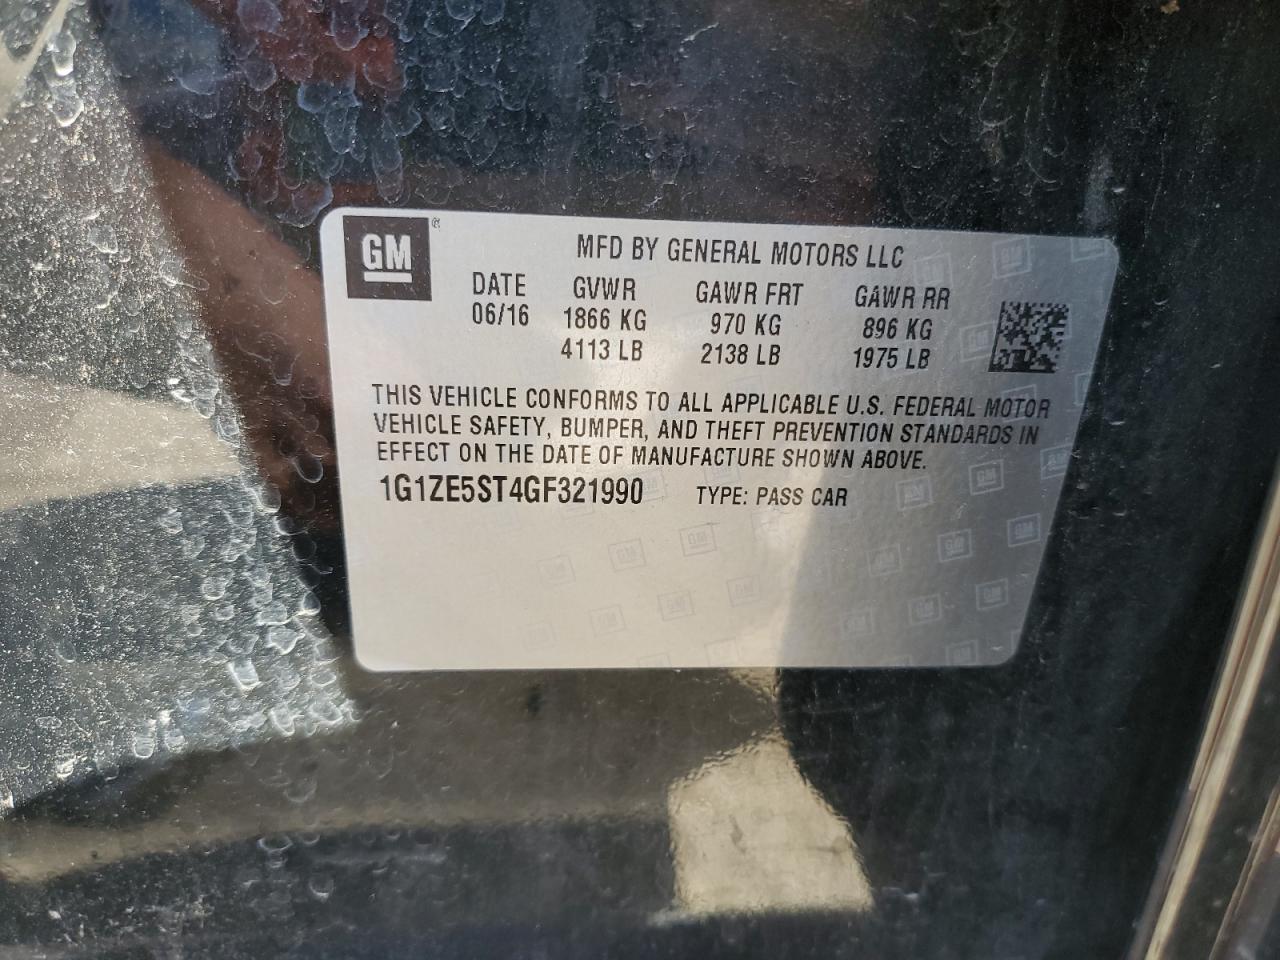 GM ®
MFD BY GENERAL MOTORS LLC
DATE GVWR GAWR FRT GAWR RR
06/16 1866 KG 970 KG 896 KG
4113 LB 2138 LB 1975 LB
THIS VEHICLE CONFORMS TO ALL APPLICABLE U.S. FEDERAL MOTOR
VEHICLE SAFETY, BUMPER, AND THEFT PREVENTION STANDARDS IN
EFFECT ON THE DATE OF MANUFACTURE SHOWN ABOVE.
1G1ZE5ST4GF321990 TYPE: PASS CAR